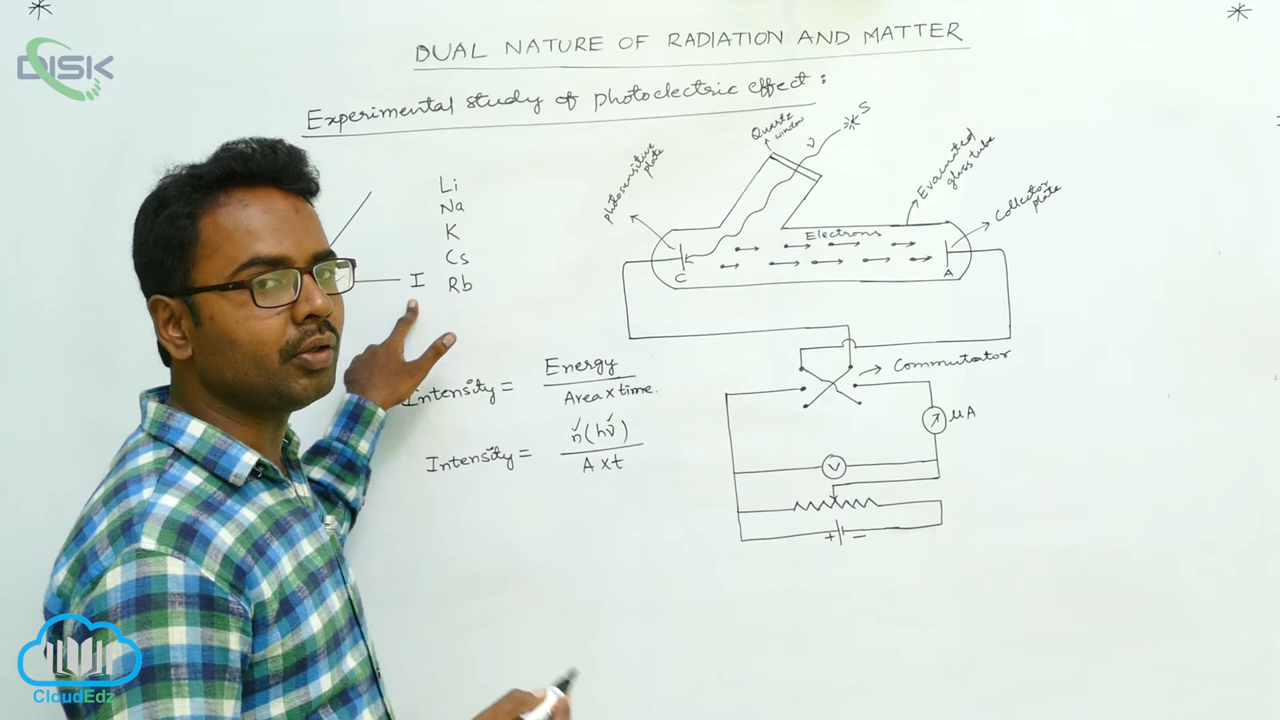 DISK
DUAL NATURE OF RADIATION AND MATTER
Experimental study of photoelectric effect :
Li
Na
K
Cs
I
Rb
Intensity = Energy
Area x time.
Intensity = n(hν)
A x t
photosensitive
plate
Quartz
window
ν
S
Evacuated
glass tube
Collector
plate
Electrons
C
A
Commutator
μA
V
+ −
CloudEdz